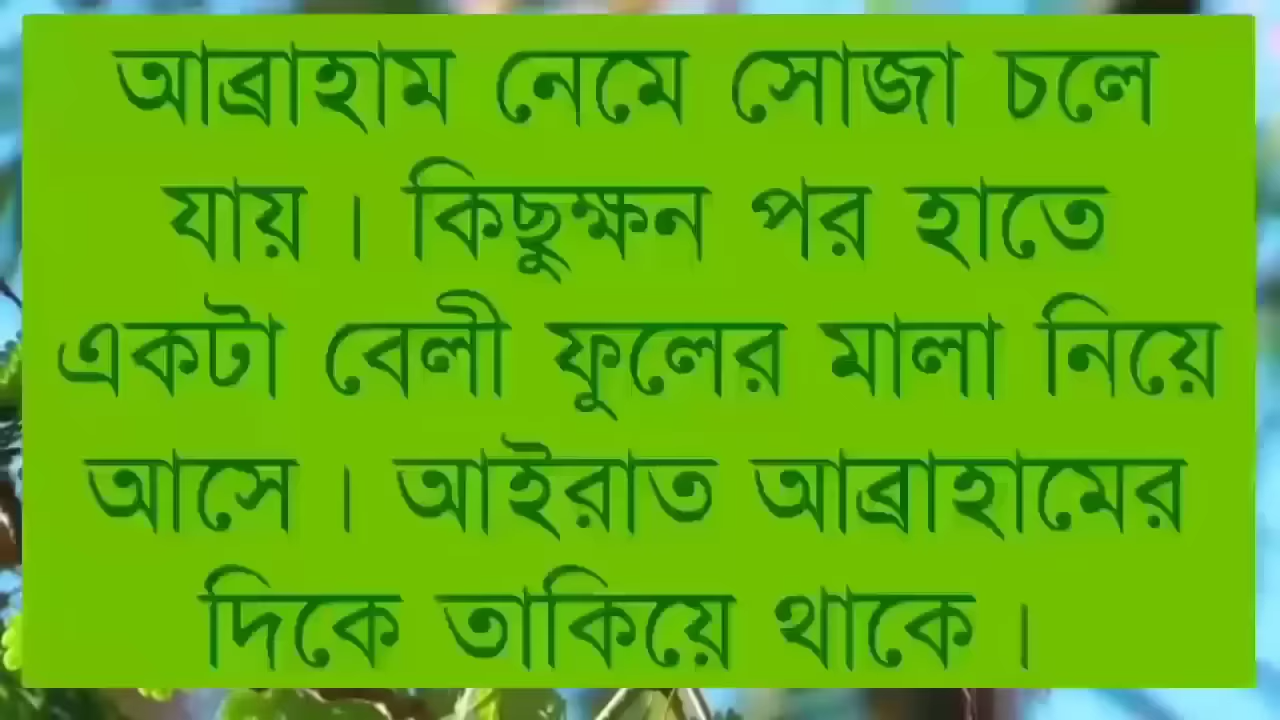 আব্রাহাম নেমে সোজা চলে
যায় । কিছুক্ষন পর হাতে
একটা বেলী ফুলের মালা নিয়ে
আসে । আইরাত আব্রাহামের
দিকে তাকিয়ে থাকে ।